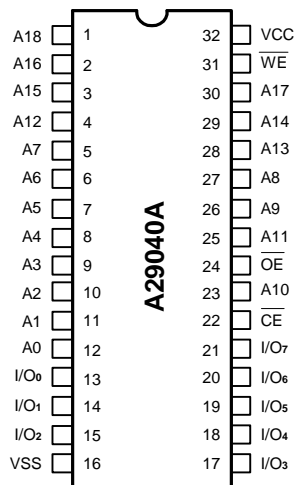 A18 1 32 VCC
A16 2 31 W̅E̅
A15 3 30 A17
A12 4 29 A14
A7 5 28 A13
A6 6 27 A8
A5 7 26 A9
A4 8 25 A11
A3 9 24 O̅E̅
A2 10 23 A10
A1 11 22 C̅E̅
A0 12 21 I/O₇
I/O₀ 13 20 I/O₆
I/O₁ 14 19 I/O₅
I/O₂ 15 18 I/O₄
VSS 16 17 I/O₃
A29040A